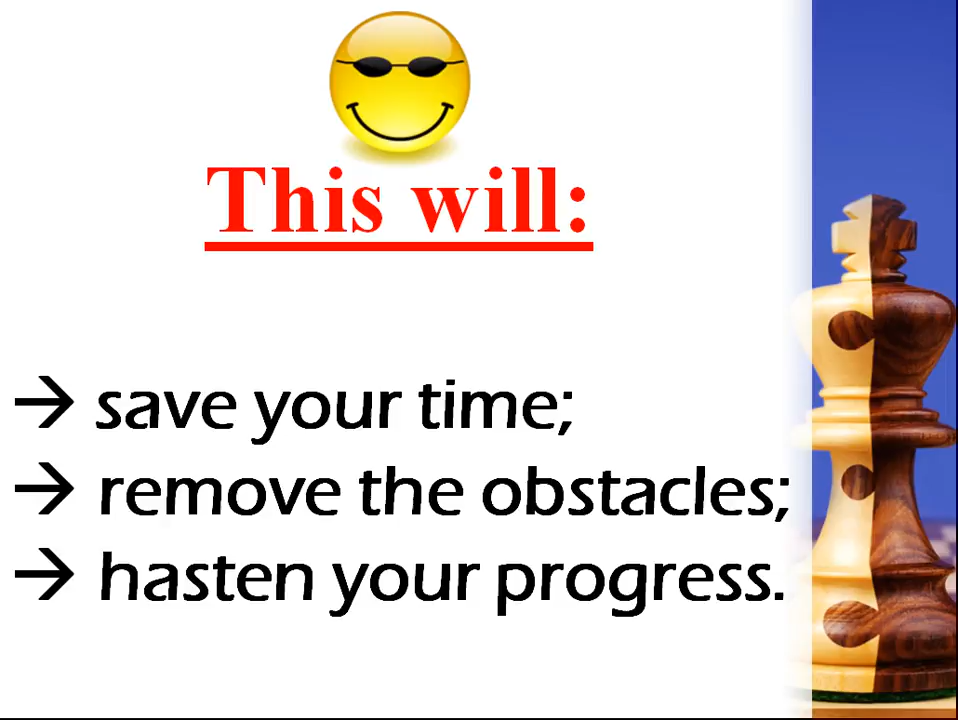 This will:
→ save your time;
→ remove the obstacles;
→ hasten your progress.